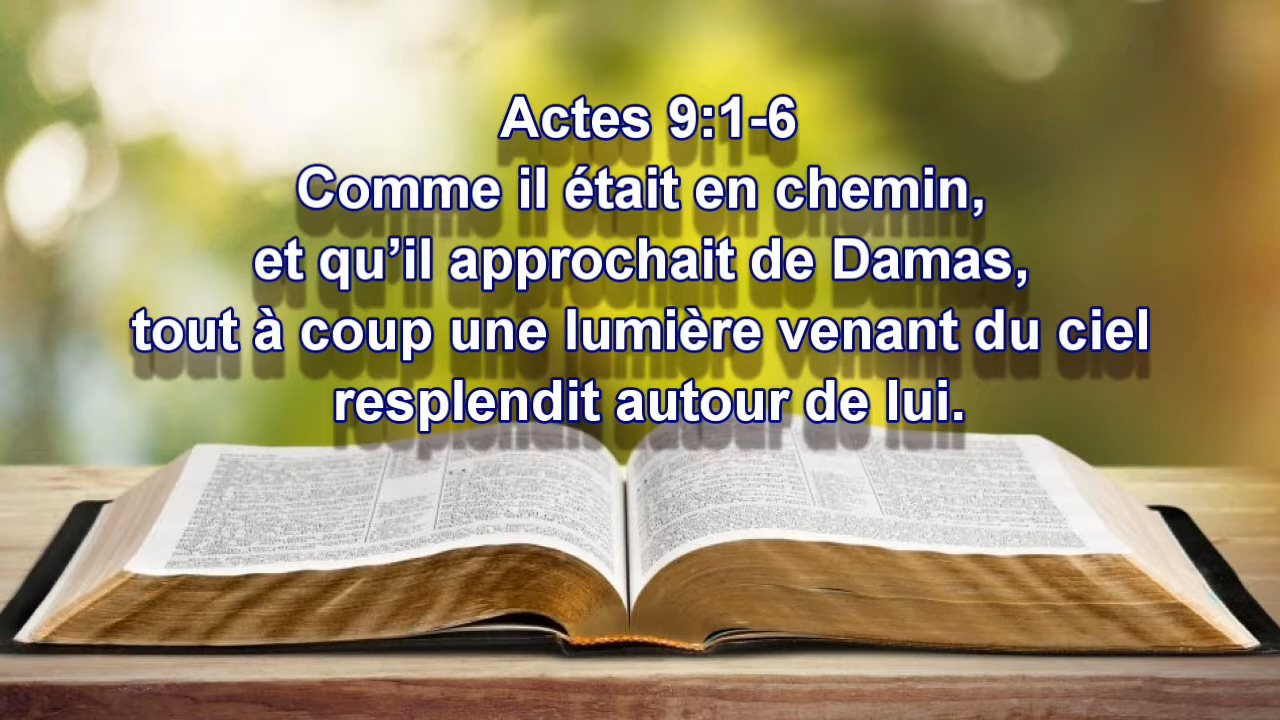 Actes 9:1-6
Comme il était en chemin,
et qu’il approchait de Damas,
tout à coup une lumière venant du ciel
resplendit autour de lui.